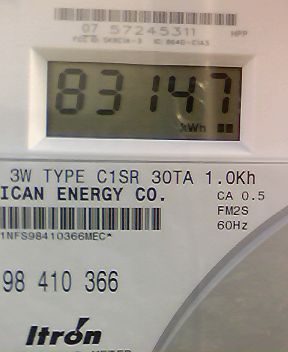 07 57245311
HPP
83147
kWh
3W TYPE C1SR 30TA 1.0Kh
ICAN ENERGY CO.
CA 0.5
FM2S
60Hz
1NFS98410366MEC*
98 410 366
Itron